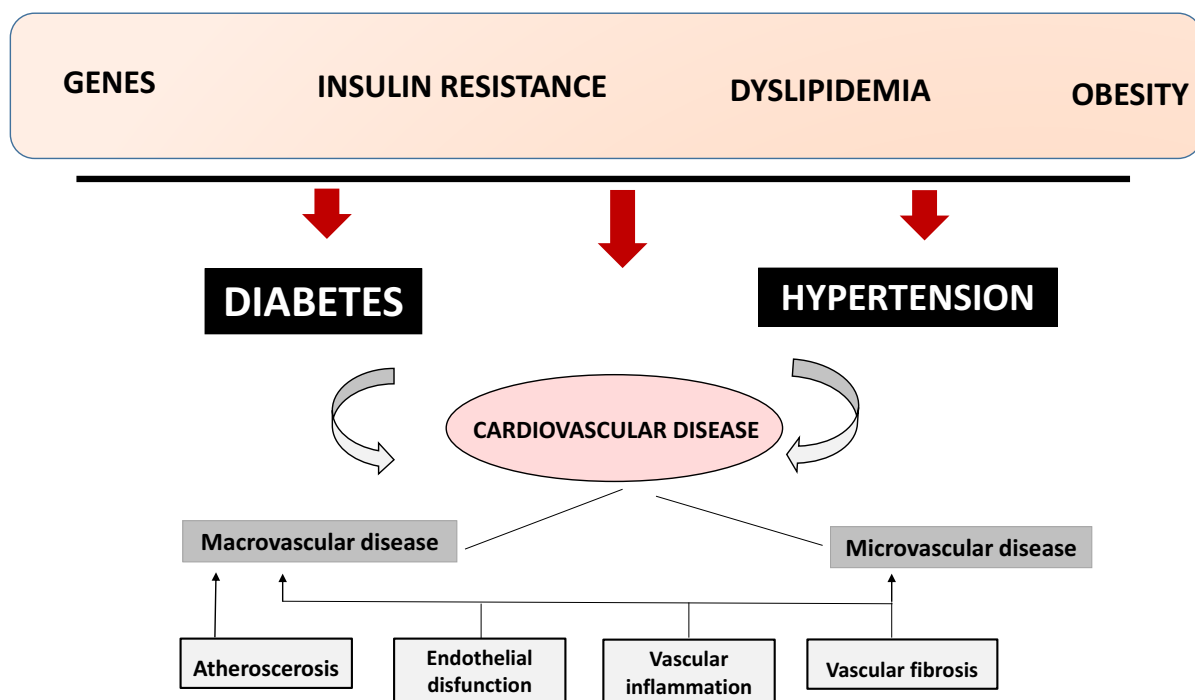 GENES
INSULIN RESISTANCE
DYSLIPIDEMIA
OBESITY
DIABETES
HYPERTENSION
CARDIOVASCULAR DISEASE
Macrovascular disease
Microvascular disease
Atheroscerosis
Endothelial
disfunction
Vascular
inflammation
Vascular fibrosis